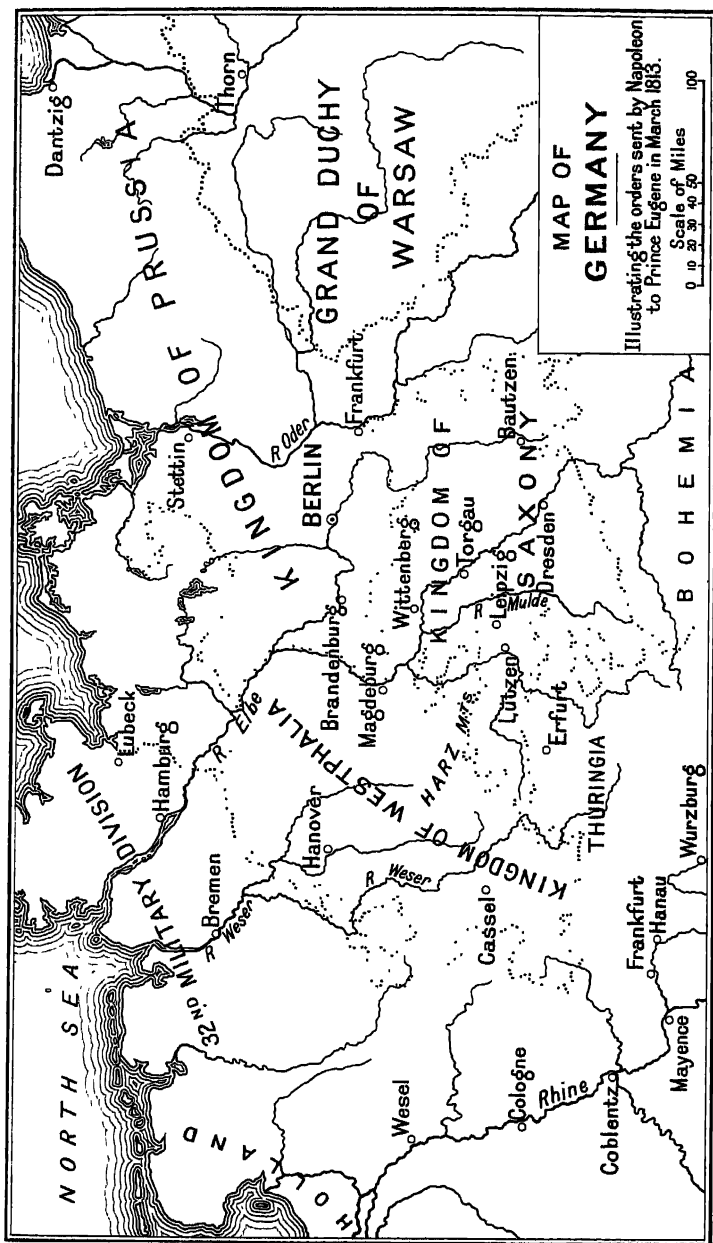 MAP OF
GERMANY
Illustrating the orders sent by Napoleon
to Prince Eugene in March 1813.
Scale of Miles
0 10 20 30 40 50 100
NORTH SEA
HOLLAND
32ND MILITARY DIVISION
Lubeck
Hamburg
Bremen
R. Elbe
R Weser
Hanover
KINGDOM OF WESTPHALIA
R Weser
HARZ MTS.
Cassel
Wesel
Cologne
Rhine
Coblentz
Mayence
Frankfurt
Hanau
Wurzburg
THURINGIA
Erfurt
Lützen
Leipzig
R Mulde
Magdeburg
Brandenburg
BERLIN
Wittenberg
Torgau
Dresden
Bautzen
KINGDOM OF
SAXONY
BOHEMIA
KINGDOM OF PRUSSIA
Stettin
R Oder
Frankfurt
Dantzig
Thorn
GRAND DUCHY
OF
WARSAW